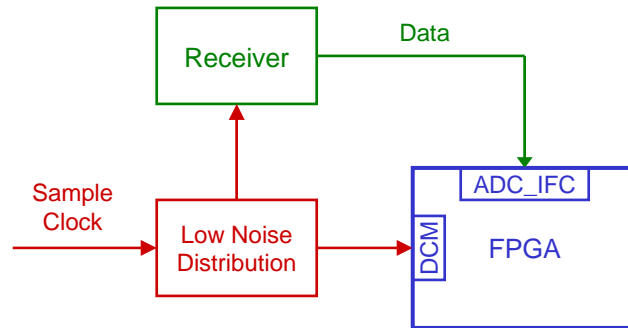 Data
Receiver
ADC_IFC
Sample
Clock
Low Noise
Distribution
DCM
FPGA